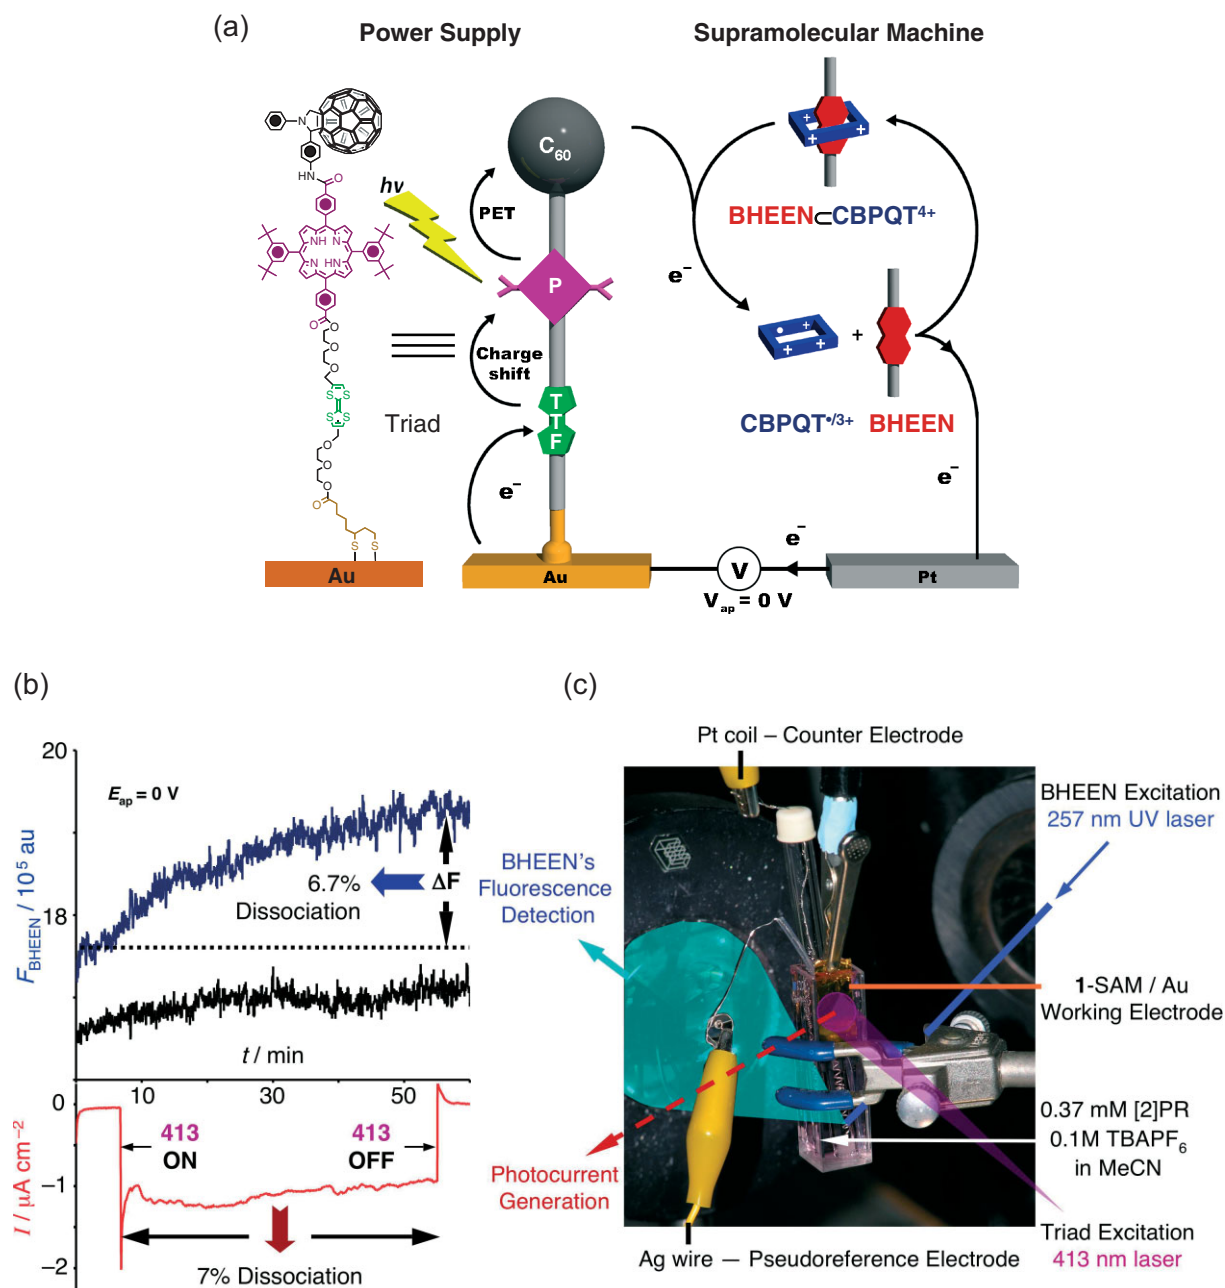 (a)
Power Supply
Supramolecular Machine
N
HN
O
NH N
N HN
O
O
O
O
S S
S S
O
O
O
O
S S
Au
Triad
hν
C60
PET
P
Charge
shift
T
T
F
e−
Au
e−
BHEEN⊂CBPQT4+
+ + + +
+ + +
+
CBPQT•/3+ BHEEN
e−
e−
V
Vap = 0 V
Pt
(b)
20
Eap = 0 V
6.7%
Dissociation
ΔF
18
FBHEEN / 10^5 au
t / min
10 30 50
0
413
ON
413
OFF
−1
I / μA cm−2
−2
7% Dissociation
(c)
Pt coil – Counter Electrode
BHEEN Excitation
257 nm UV laser
BHEEN's
Fluorescence
Detection
1-SAM / Au
Working Electrode
0.37 mM [2]PR
0.1M TBAPF6
in MeCN
Photocurrent
Generation
Triad Excitation
413 nm laser
Ag wire — Pseudoreference Electrode